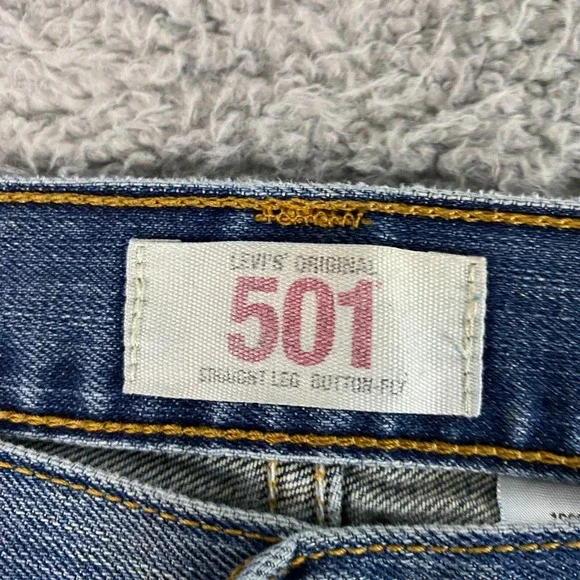 LEVI'S® ORIGINAL
501
STRAIGHT LEG BUTTON-FLY